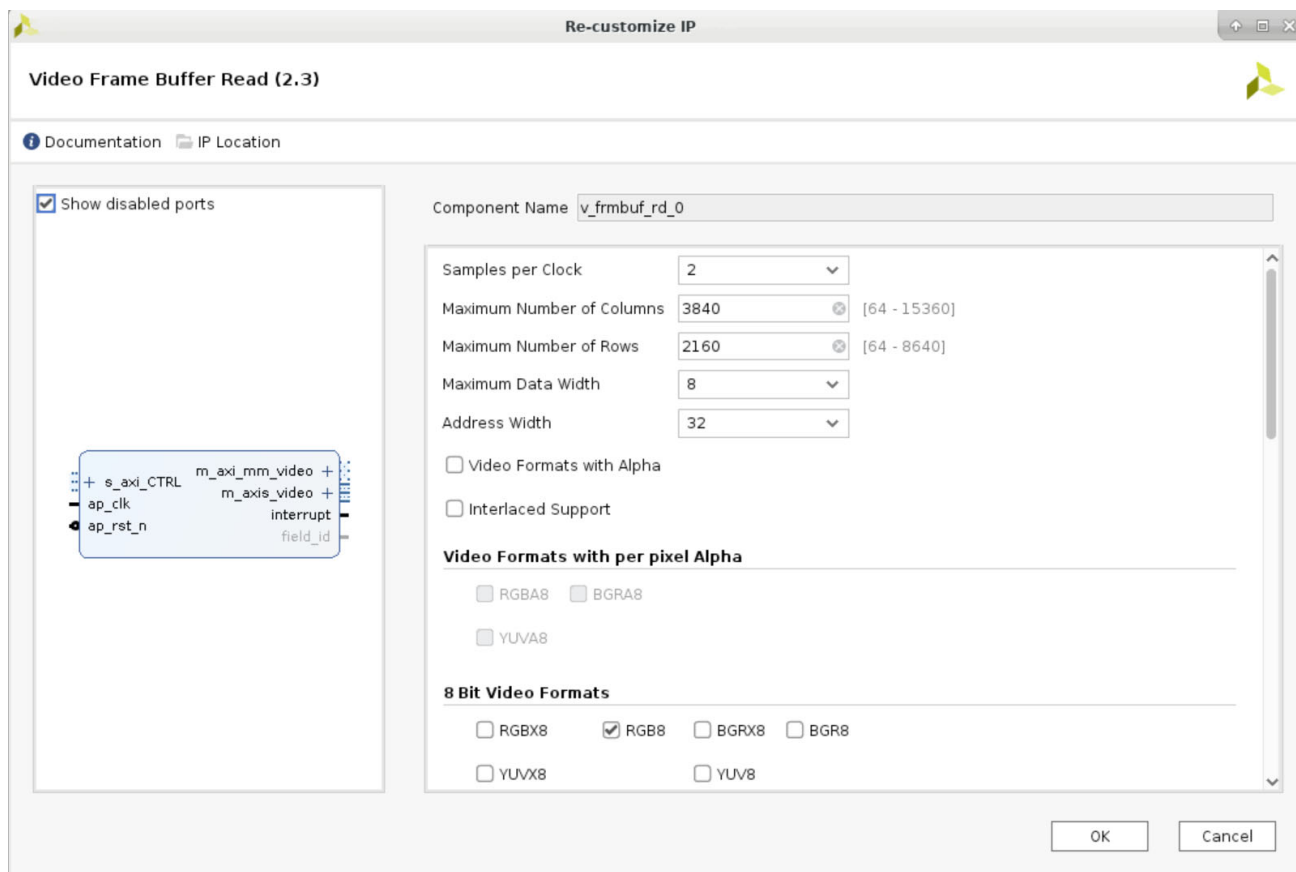 Re-customize IP
Video Frame Buffer Read (2.3)
Documentation IP Location
Show disabled ports
s_axi_CTRL
ap_clk
ap_rst_n
m_axi_mm_video
m_axis_video
interrupt
field_id
Component Name v_frmbuf_rd_0
Samples per Clock 2
Maximum Number of Columns 3840 [64 - 15360]
Maximum Number of Rows 2160 [64 - 8640]
Maximum Data Width 8
Address Width 32
Video Formats with Alpha
Interlaced Support
Video Formats with per pixel Alpha
RGBA8 BGRA8
YUVA8
8 Bit Video Formats
RGBX8 RGB8 BGRX8 BGR8
YUVX8 YUV8
OK Cancel